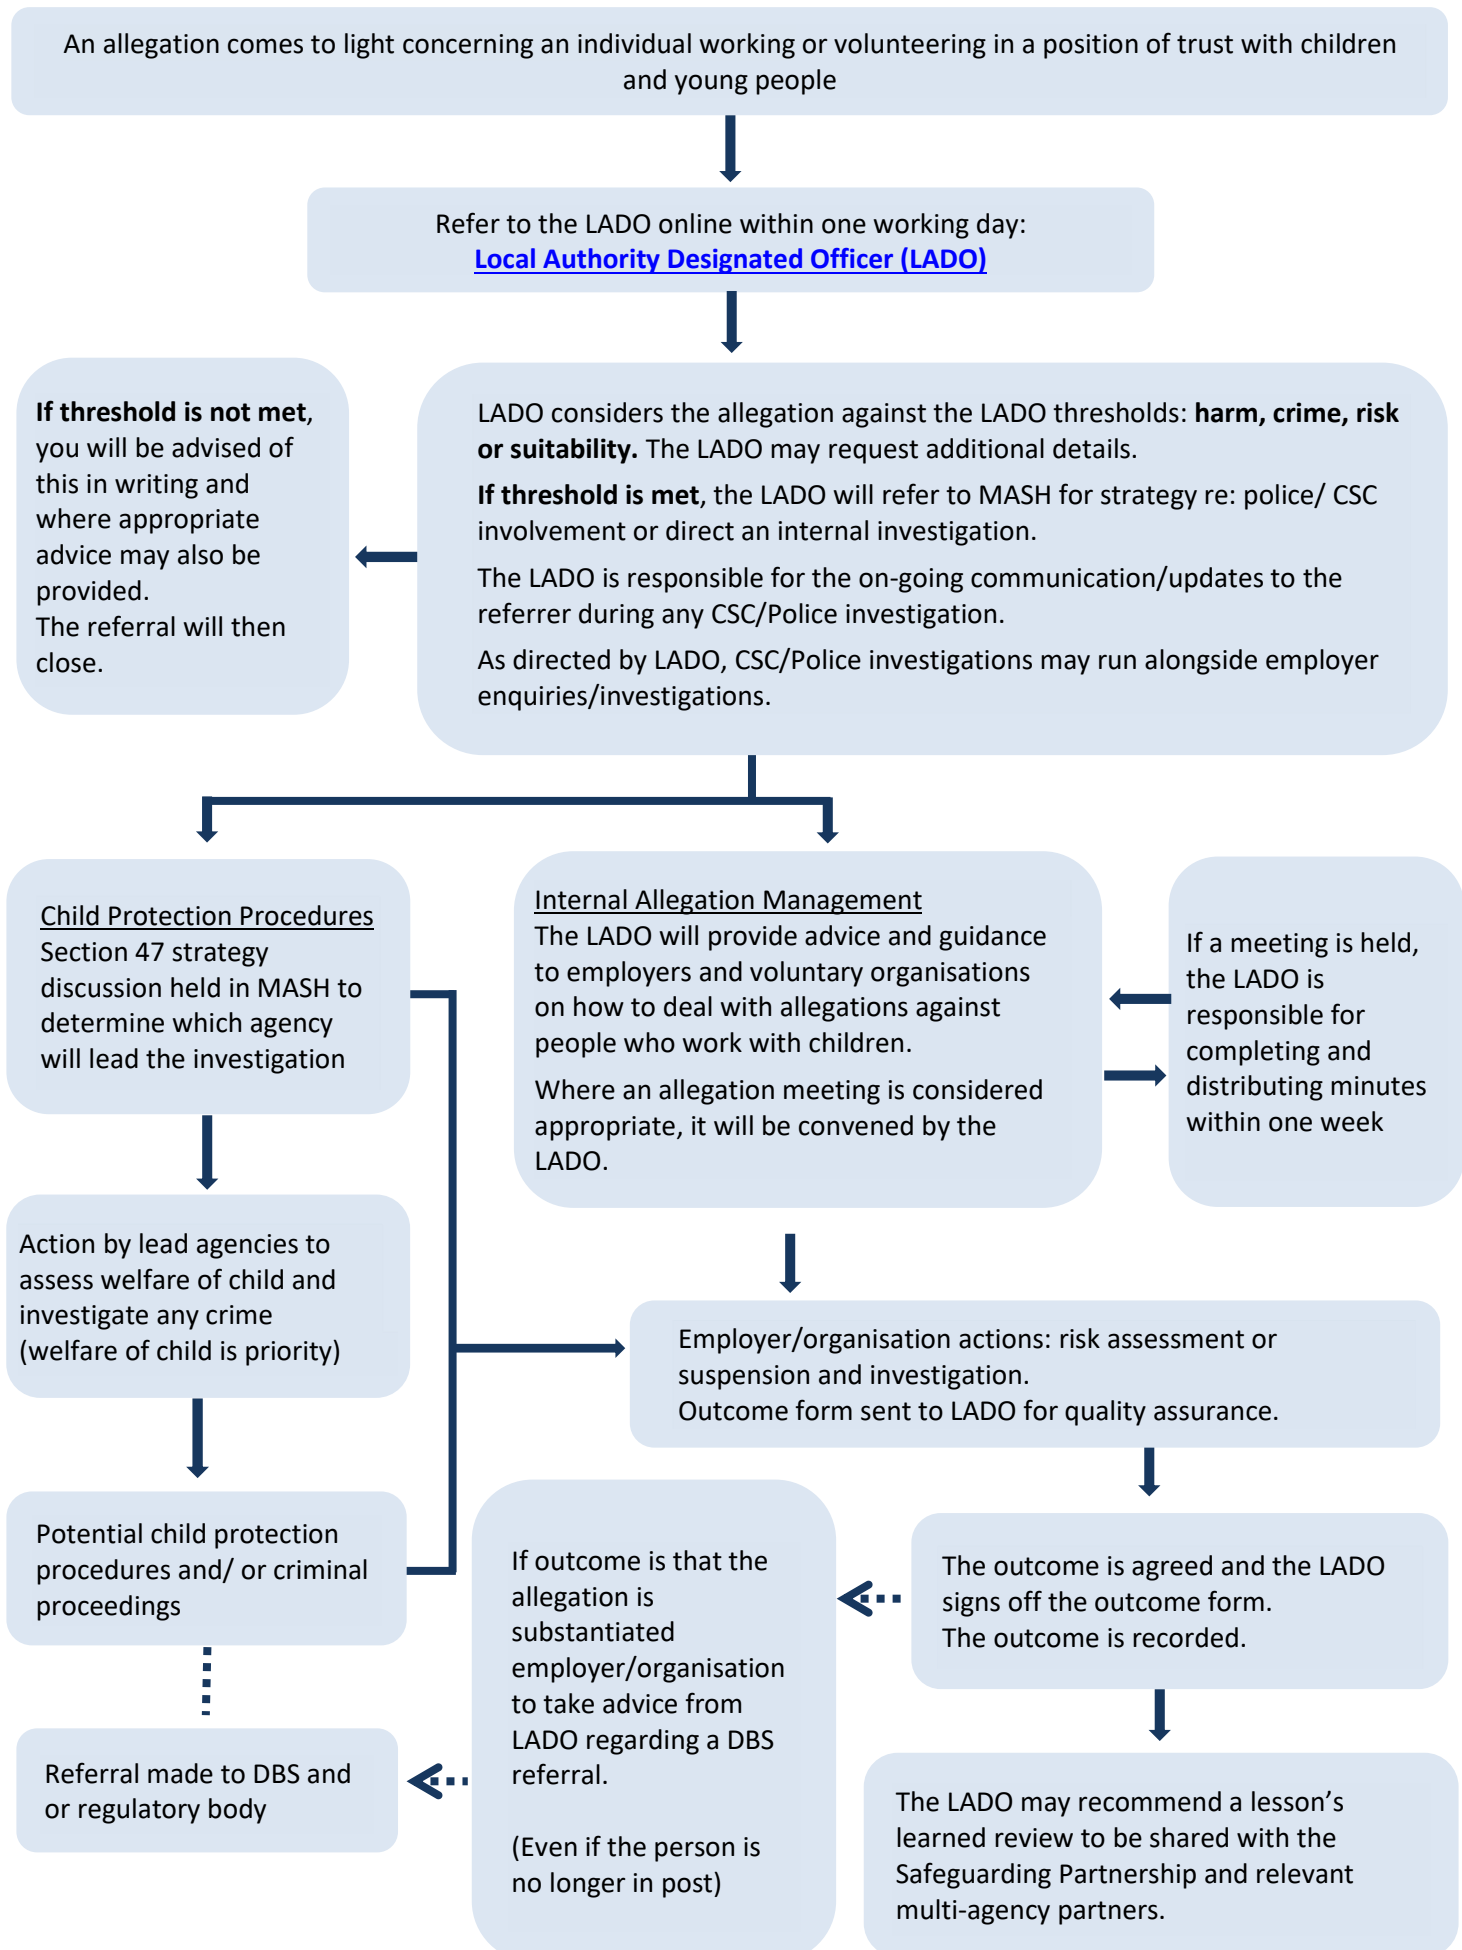 An allegation comes to light concerning an individual working or volunteering in a position of trust with children
and young people
Refer to the LADO online within one working day:
Local Authority Designated Officer (LADO)
If threshold is not met,
you will be advised of
this in writing and
where appropriate
advice may also be
provided.
The referral will then
close.
LADO considers the allegation against the LADO thresholds: harm, crime, risk
or suitability. The LADO may request additional details.
If threshold is met, the LADO will refer to MASH for strategy re: police/ CSC
involvement or direct an internal investigation.
The LADO is responsible for the on-going communication/updates to the
referrer during any CSC/Police investigation.
As directed by LADO, CSC/Police investigations may run alongside employer
enquiries/investigations.
Child Protection Procedures
Section 47 strategy
discussion held in MASH to
determine which agency
will lead the investigation
Internal Allegation Management
The LADO will provide advice and guidance
to employers and voluntary organisations
on how to deal with allegations against
people who work with children.
Where an allegation meeting is considered
appropriate, it will be convened by the
LADO.
If a meeting is held,
the LADO is
responsible for
completing and
distributing minutes
within one week
Action by lead agencies to
assess welfare of child and
investigate any crime
(welfare of child is priority)
Employer/organisation actions: risk assessment or
suspension and investigation.
Outcome form sent to LADO for quality assurance.
Potential child protection
procedures and/ or criminal
proceedings
If outcome is that the
allegation is
substantiated
employer/organisation
to take advice from
LADO regarding a DBS
referral.
(Even if the person is
no longer in post)
The outcome is agreed and the LADO
signs off the outcome form.
The outcome is recorded.
Referral made to DBS and
or regulatory body
The LADO may recommend a lesson’s
learned review to be shared with the
Safeguarding Partnership and relevant
multi-agency partners.